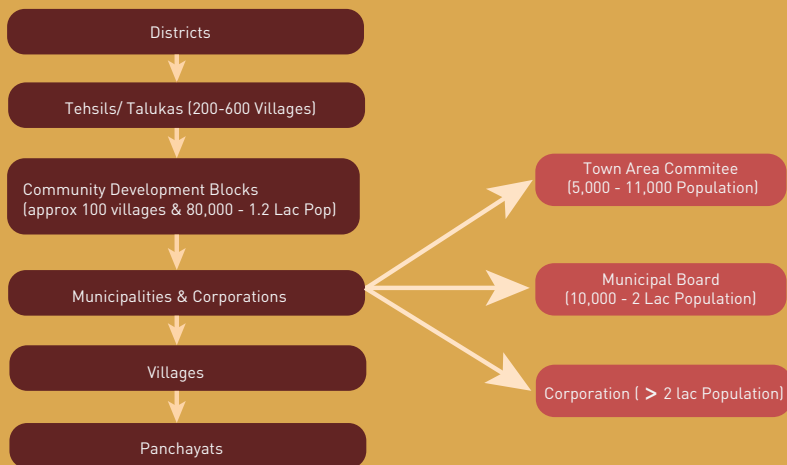 Districts
Tehsils/ Talukas (200-600 Villages)
Community Development Blocks
(approx 100 villages & 80,000 - 1.2 Lac Pop)
Municipalities & Corporations
Villages
Panchayats
Town Area Commitee
(5,000 - 11,000 Population)
Municipal Board
(10,000 - 2 Lac Population)
Corporation ( > 2 lac Population)